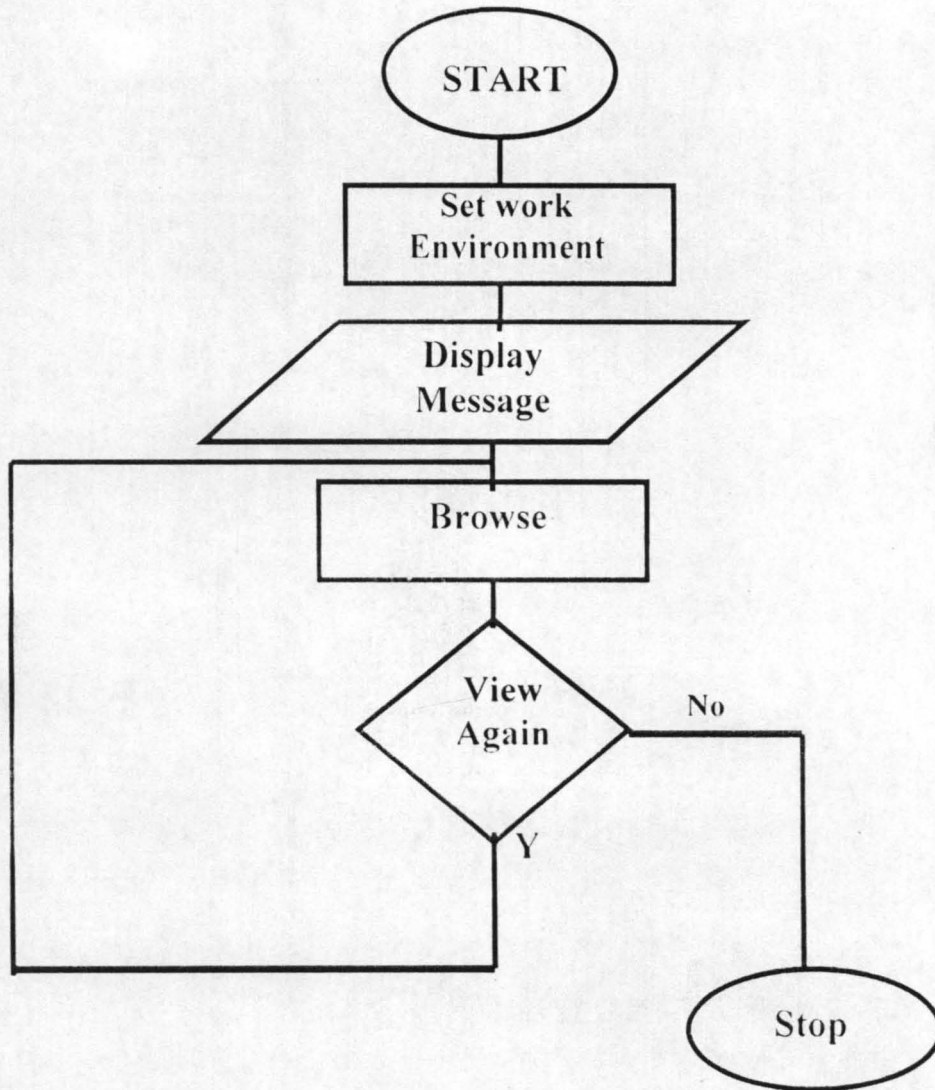 START
Set work
Environment
Display
Message
Browse
View
Again
No
Y
Stop